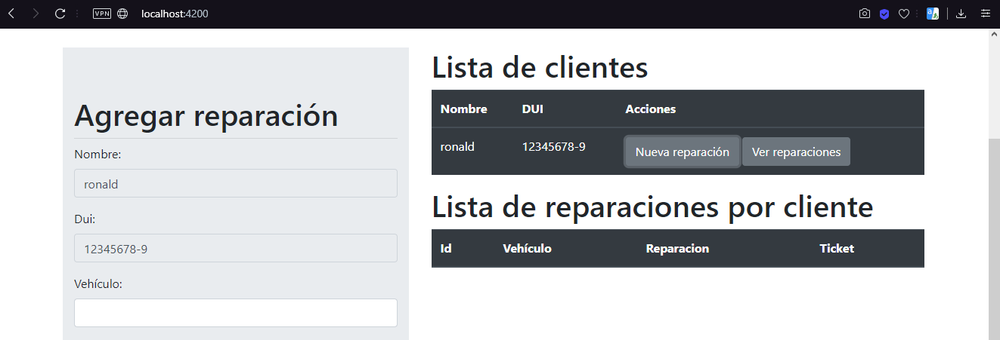 VPN localhost:4200
Agregar reparación
Nombre:
ronald
Dui:
12345678-9
Vehículo:
Lista de clientes
Nombre DUI Acciones
ronald 12345678-9 Nueva reparación Ver reparaciones
Lista de reparaciones por cliente
Id Vehículo Reparacion Ticket